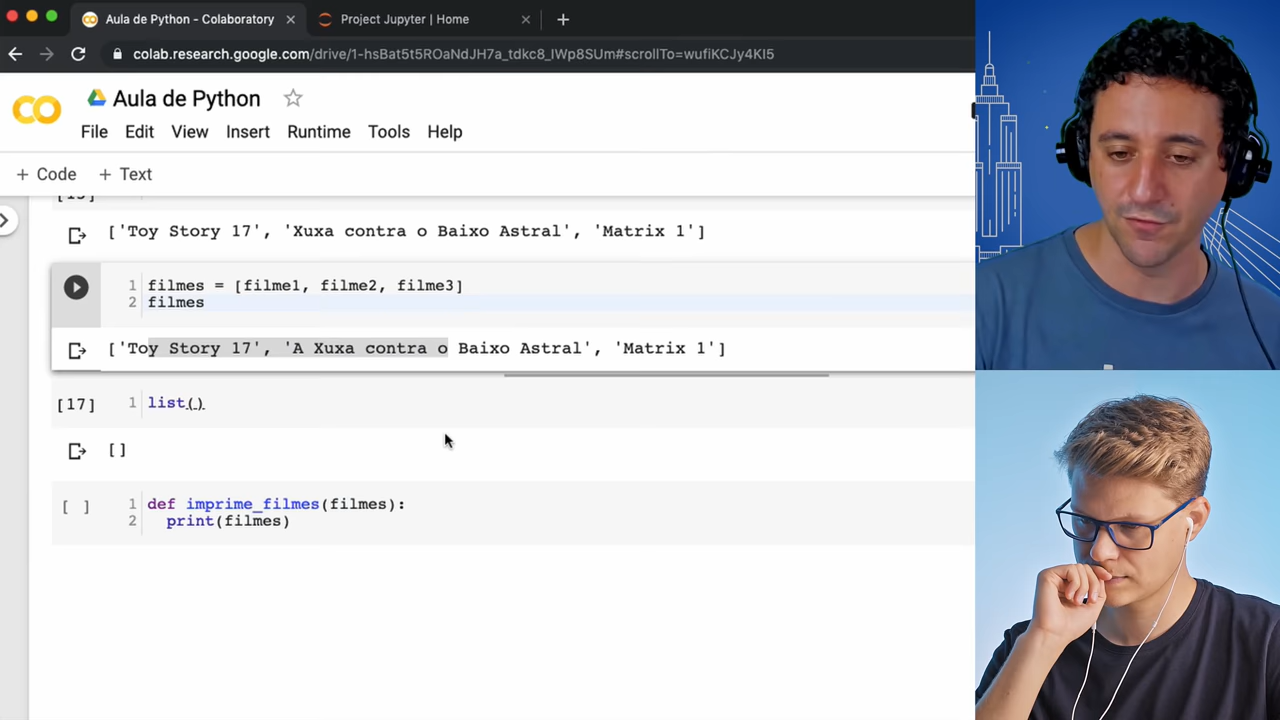 Aula de Python - Colaboratory
Project Jupyter | Home
colab.research.google.com/drive/1-hsBat5t5ROaNdJH7a_tdkc8_IWp8SUm#scrollTo=wufiKCJy4KI5
Aula de Python
File Edit View Insert Runtime Tools Help
+ Code + Text
['Toy Story 17', 'Xuxa contra o Baixo Astral', 'Matrix 1']
1 filmes = [filme1, filme2, filme3]
2 filmes
['Toy Story 17', 'A Xuxa contra o Baixo Astral', 'Matrix 1']
[17] 1 list()
[]
[ ] 1 def imprime_filmes(filmes):
2 print(filmes)